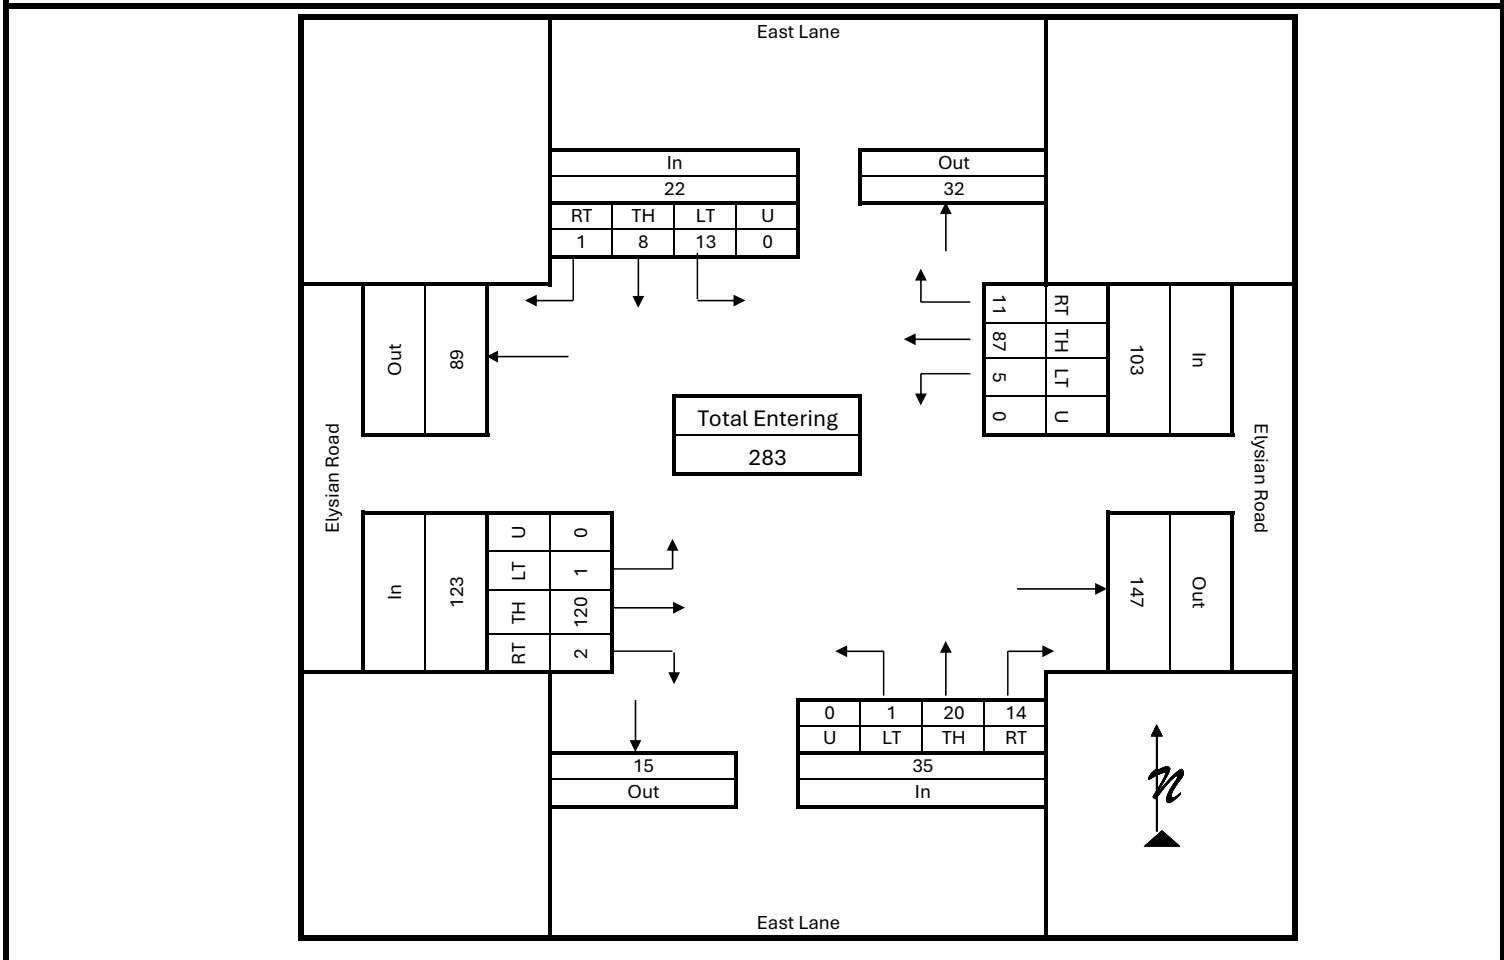 East Lane
In
22
RT TH LT U
1 8 13 0
Out
32
Elysian Road
Out
89
11 RT
87 TH
5 LT
0 U
103
In
Elysian Road
Total Entering
283
In
123
U 0
LT 1
TH 120
RT 2
147
Out
15
Out
0 1 20 14
U LT TH RT
35
In
N
East Lane